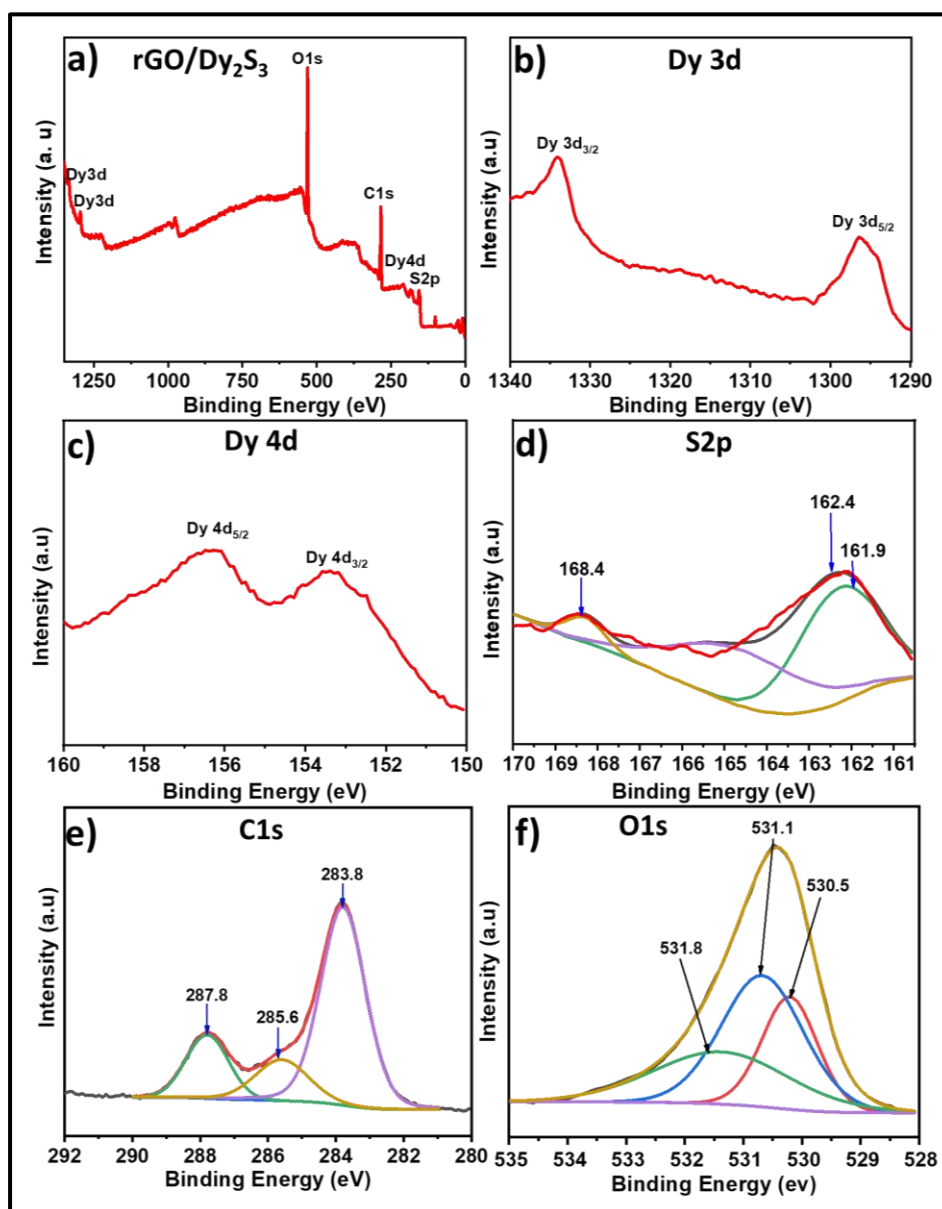 a) rGO/Dy₂S₃
O1s
C1s
Dy3d
Dy3d
Dy4d
S2p
Intensity (a. u)
1250 1000 750 500 250 0
Binding Energy (eV)
b) Dy 3d
Dy 3d₃/₂
Dy 3d₅/₂
Intensity (a. u)
1340 1330 1320 1310 1300 1290
Binding Energy (eV)
c) Dy 4d
Dy 4d₅/₂
Dy 4d₃/₂
Intensity (a.u)
160 158 156 154 152 150
Binding Energy (eV)
d) S2p
162.4
161.9
168.4
Intensity (a.u)
170 169 168 167 166 165 164 163 162 161
Binding Energy (eV)
e) C1s
283.8
287.8
285.6
Intensity (a.u)
292 290 288 286 284 282 280
Binding Energy (eV)
f) O1s
531.1
530.5
531.8
Intensity (a.u)
535 534 533 532 531 530 529 528
Binding Energy (ev)